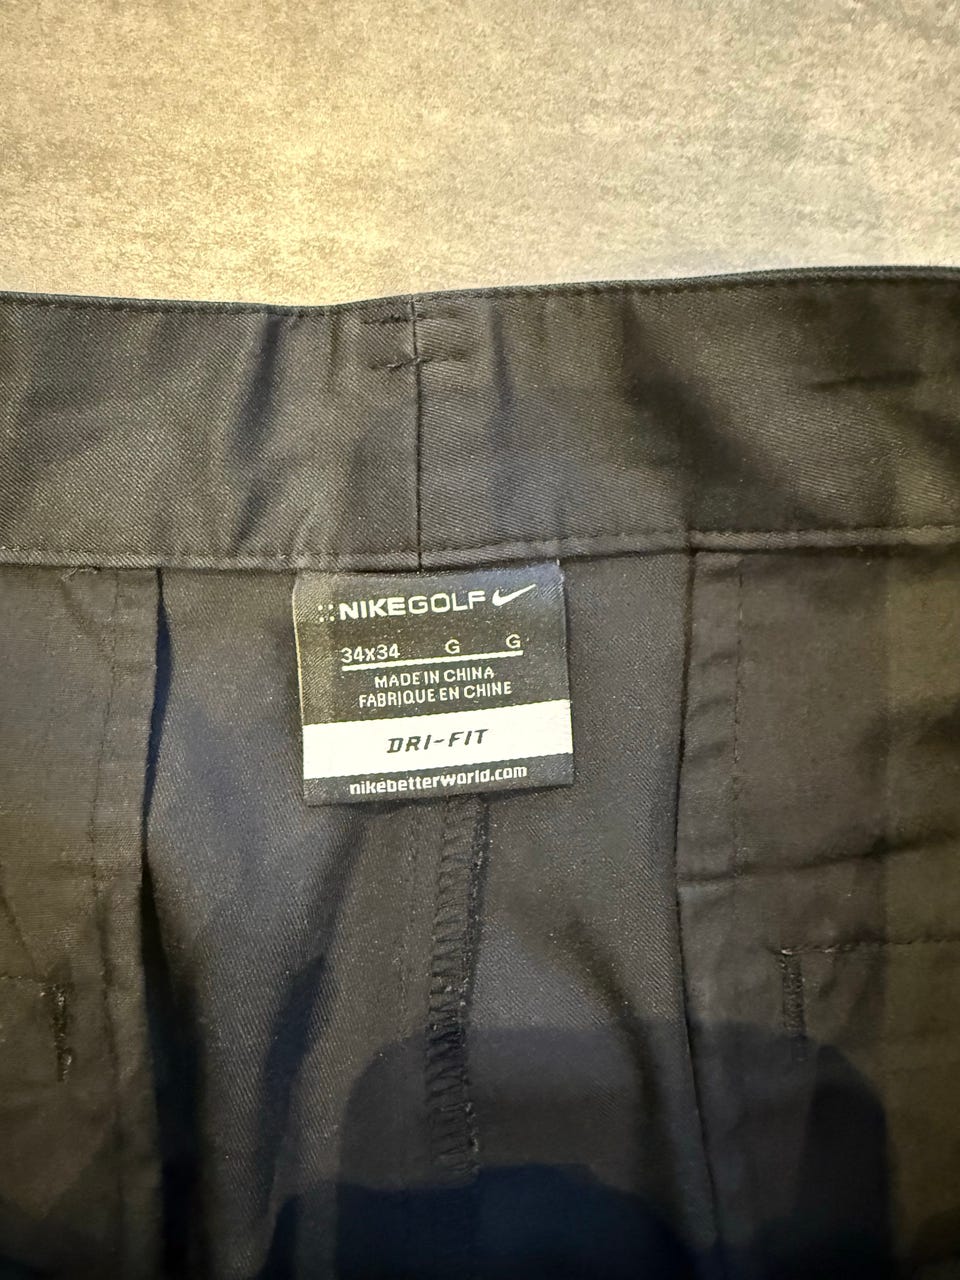 NIKEGOLF
34x34 G G
MADE IN CHINA
FABRIQUE EN CHINE
DRI-FIT
nikebetterworld.com